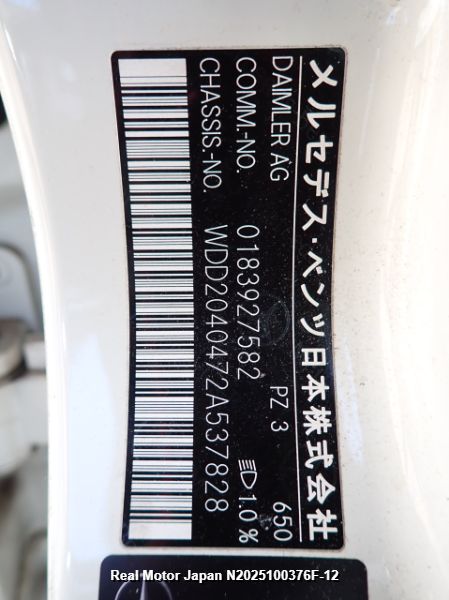 メルセデス・ベンツ日本株式会社
DAIMLER AG PZ 3 650
COMM.-NO. 0183927582 1.0%
CHASSIS.-NO. WDD2040472A537828
Real Motor Japan N2025100376F-12